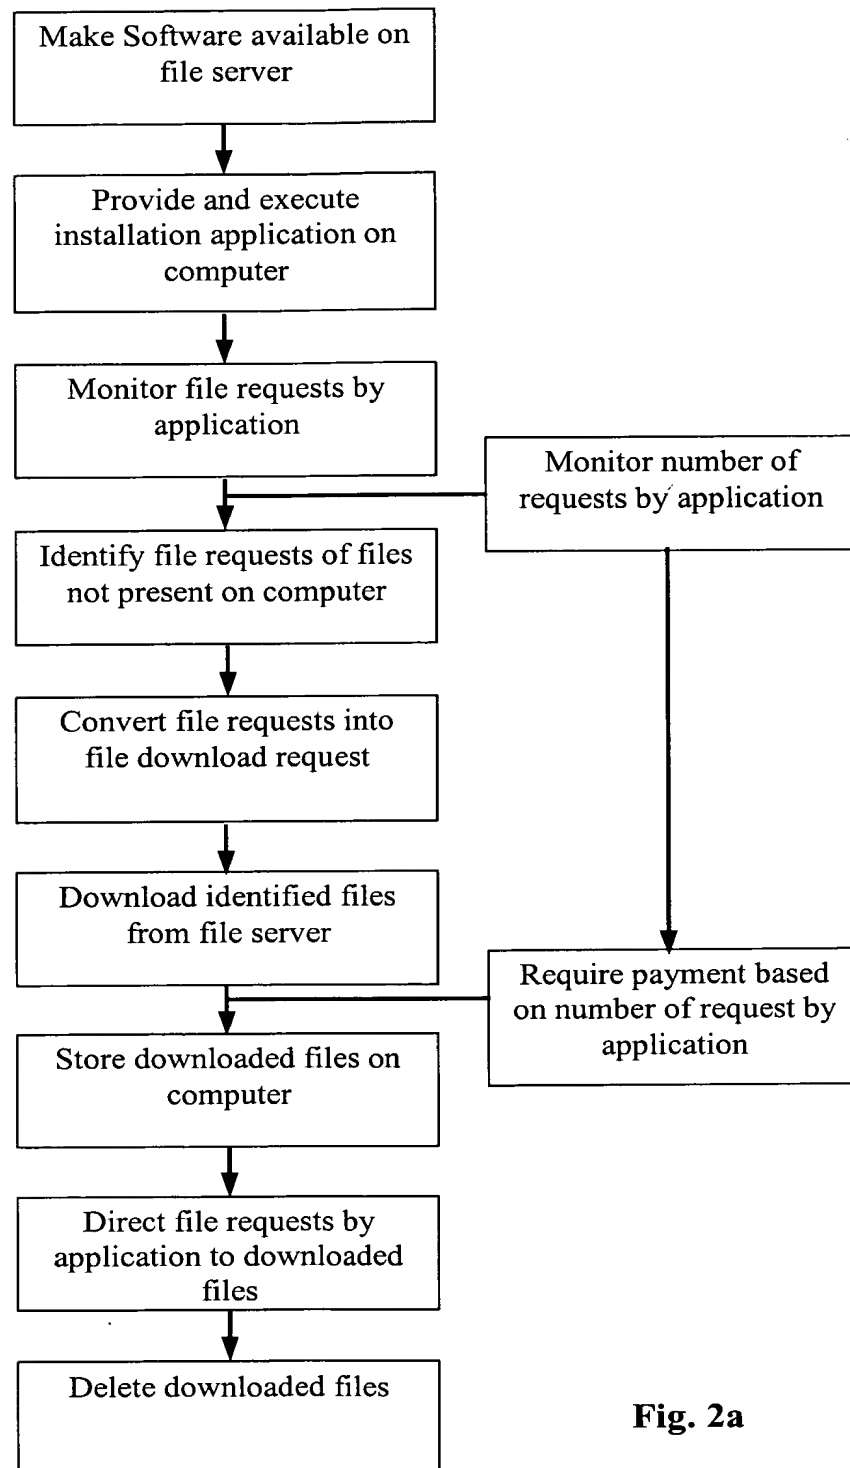 Make Software available on
file server
Provide and execute
installation application on
computer
Monitor file requests by
application
Monitor number of
requests by application
Identify file requests of files
not present on computer
Convert file requests into
file download request
Download identified files
from file server
Require payment based
on number of request by
application
Store downloaded files on
computer
Direct file requests by
application to downloaded
files
Delete downloaded files
Fig. 2a